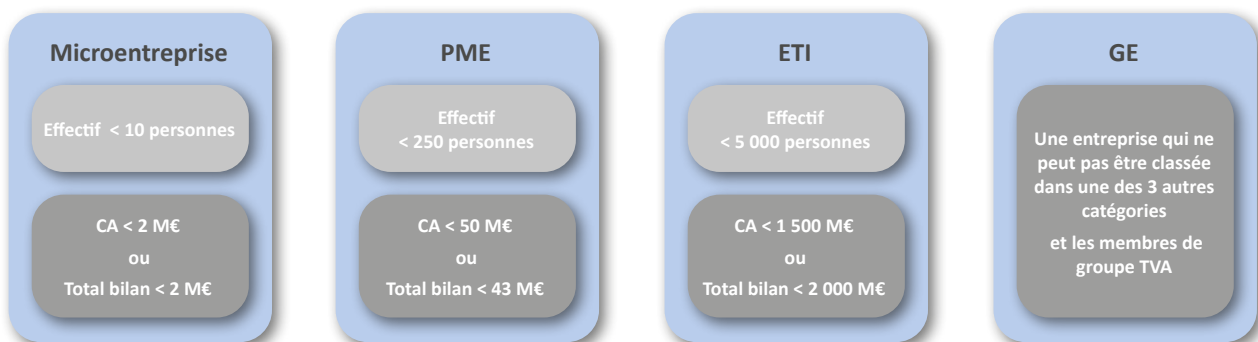 Microentreprise
Effectif < 10 personnes
CA < 2 M€
ou
Total bilan < 2 M€
PME
Effectif
< 250 personnes
CA < 50 M€
ou
Total bilan < 43 M€
ETI
Effectif
< 5 000 personnes
CA < 1 500 M€
ou
Total bilan < 2 000 M€
GE
Une entreprise qui ne
peut pas être classée
dans une des 3 autres
catégories
et les membres de
groupe TVA